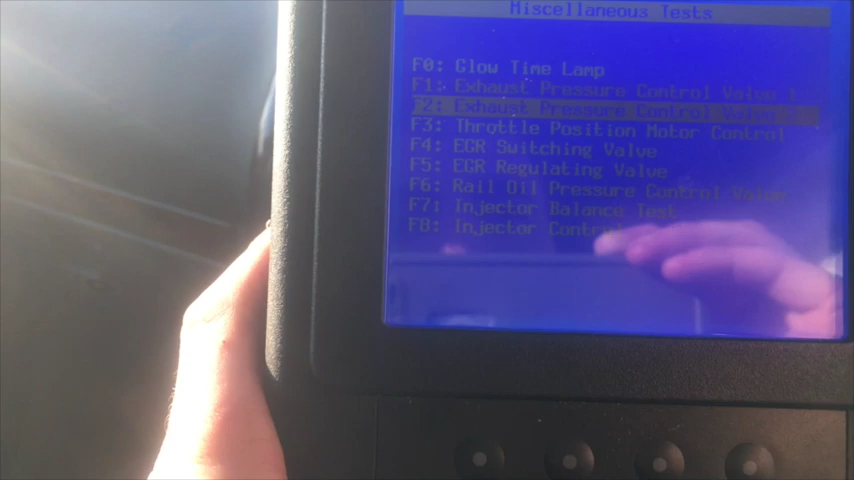 Miscellaneous Tests
F0: Glow Time Lamp
F1: Exhaust Pressure Control Valve
F2: Exhaust Pressure Control Valve
F3: Throttle Position Motor Control
F4: EGR Switching Valve
F5: EGR Regulating Valve
F6: Rail Oil Pressure Control Valve
F7: Injector Balance Test
F8: Injector Control